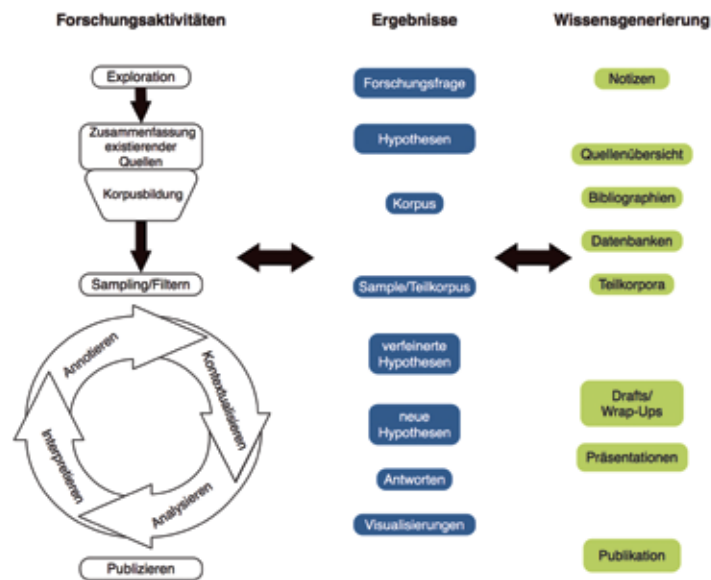 Forschungsaktivitäten
Exploration
Zusammenfassung
existierender
Quellen
Korpusbildung
Sampling/Filtern
Annotieren
Kontextualisieren
Analysieren
Interpretieren
Publizieren
Ergebnisse
Forschungsfrage
Hypothesen
Korpus
Sample/Teilkorpus
verfeinerte
Hypothesen
neue
Hypothesen
Antworten
Visualisierungen
Wissensgenerierung
Notizen
Quellenübersicht
Bibliographien
Datenbanken
Teilkorpora
Drafts/
Wrap-Ups
Präsentationen
Publikation